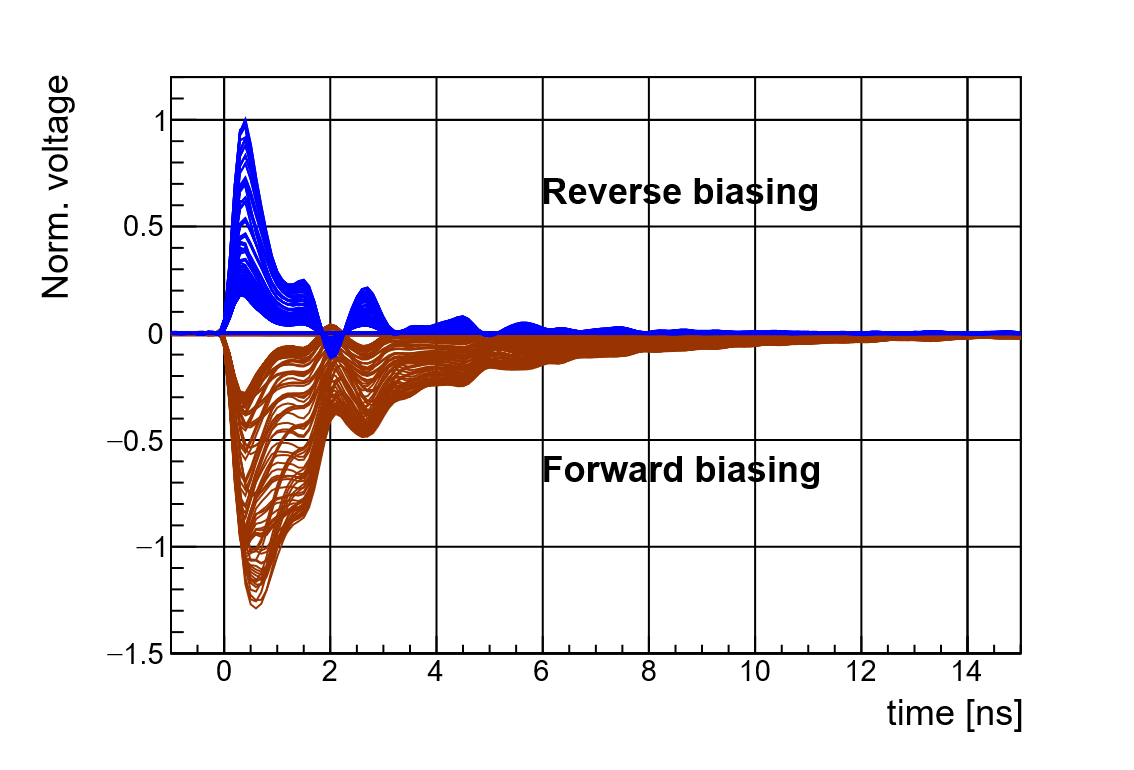 Norm. voltage
1
0.5
0
−0.5
−1
−1.5
Reverse biasing
Forward biasing
0 2 4 6 8 10 12 14
time [ns]